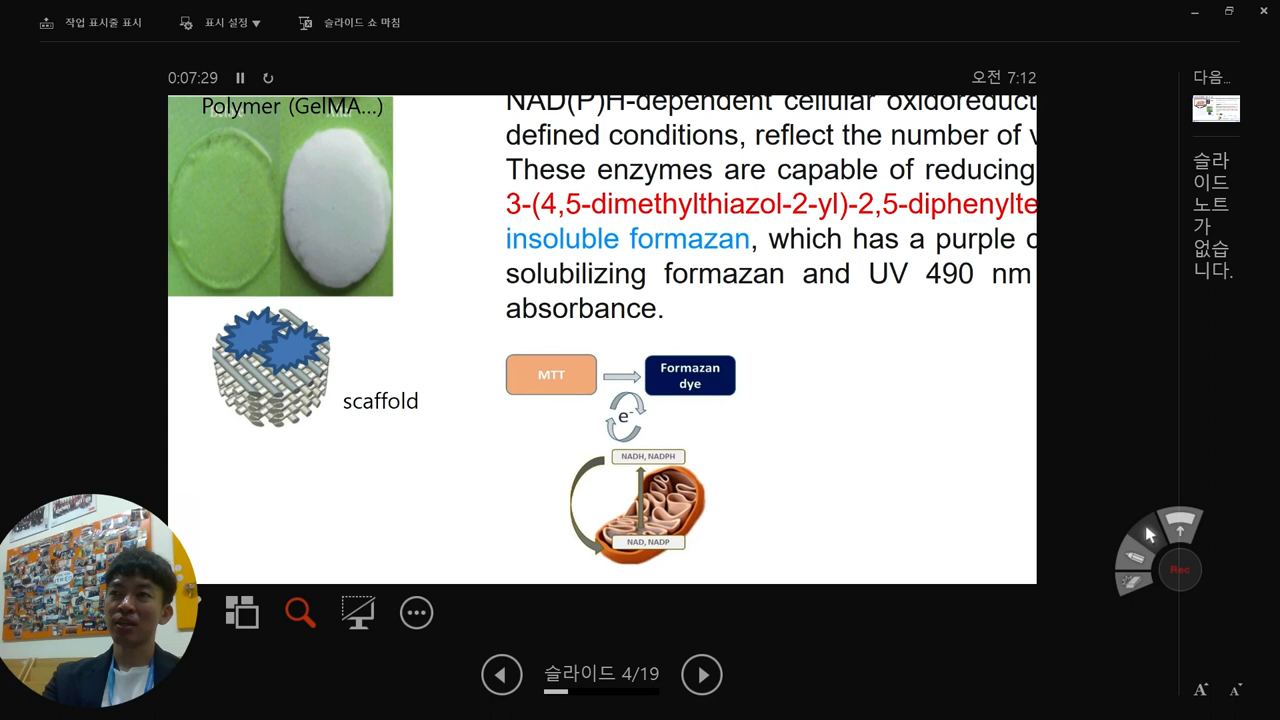 작업 표시줄 표시
표시 설정 ▼
슬라이드 쇼 마침
0:07:29
오전 7:12
다음...
Polymer (GelMA...)
NAD(P)H-dependent cellular oxidoreduct
defined conditions, reflect the number of v
These enzymes are capable of reducing
3-(4,5-dimethylthiazol-2-yl)-2,5-diphenylte
insoluble formazan, which has a purple c
solubilizing formazan and UV 490 nm
absorbance.
슬라
이드
노트
가
없습
니다.
MTT
Formazan
dye
scaffold
e-
NADH, NADPH
NAD, NADP
Rec
슬라이드 4/19
A A